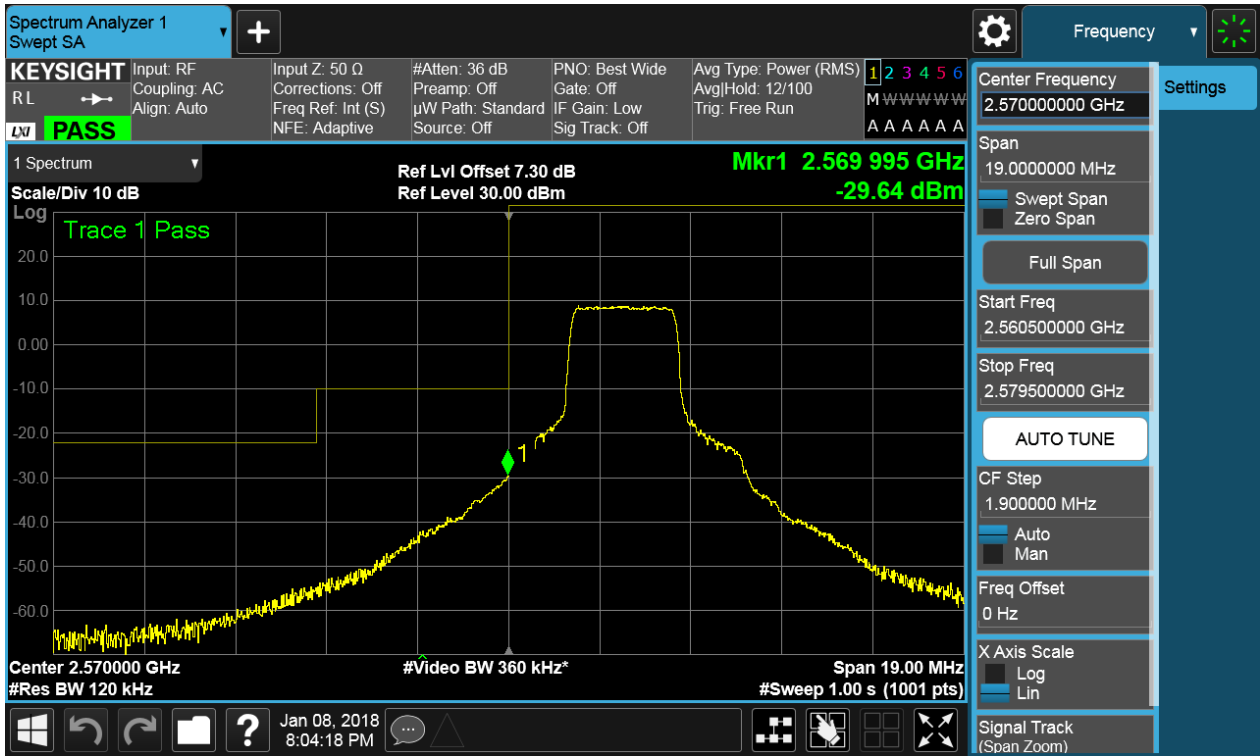 Spectrum Analyzer 1
Swept SA
+
Frequency
KEYSIGHT
R L
LXI PASS
Input: RF
Coupling: AC
Align: Auto
Input Z: 50 Ω
Corrections: Off
Freq Ref: Int (S)
NFE: Adaptive
#Atten: 36 dB
Preamp: Off
µW Path: Standard
Source: Off
PNO: Best Wide
Gate: Off
IF Gain: Low
Sig Track: Off
Avg Type: Power (RMS)
Avg|Hold: 12/100
Trig: Free Run
1 2 3 4 5 6
M W W W W W
A A A A A A
1 Spectrum
Scale/Div 10 dB
Ref Lvl Offset 7.30 dB
Ref Level 30.00 dBm
Mkr1 2.569 995 GHz
-29.64 dBm
Log
Trace 1 Pass
20.0
10.0
0.00
-10.0
-20.0
-30.0
-40.0
-50.0
-60.0
1
Center 2.570000 GHz
#Res BW 120 kHz
#Video BW 360 kHz*
Span 19.00 MHz
#Sweep 1.00 s (1001 pts)
Center Frequency
2.570000000 GHz
Span
19.0000000 MHz
Swept Span
Zero Span
Full Span
Start Freq
2.560500000 GHz
Stop Freq
2.579500000 GHz
AUTO TUNE
CF Step
1.900000 MHz
Auto
Man
Freq Offset
0 Hz
X Axis Scale
Log
Lin
Signal Track
(Span Zoom)
Settings
?
Jan 08, 2018
8:04:18 PM